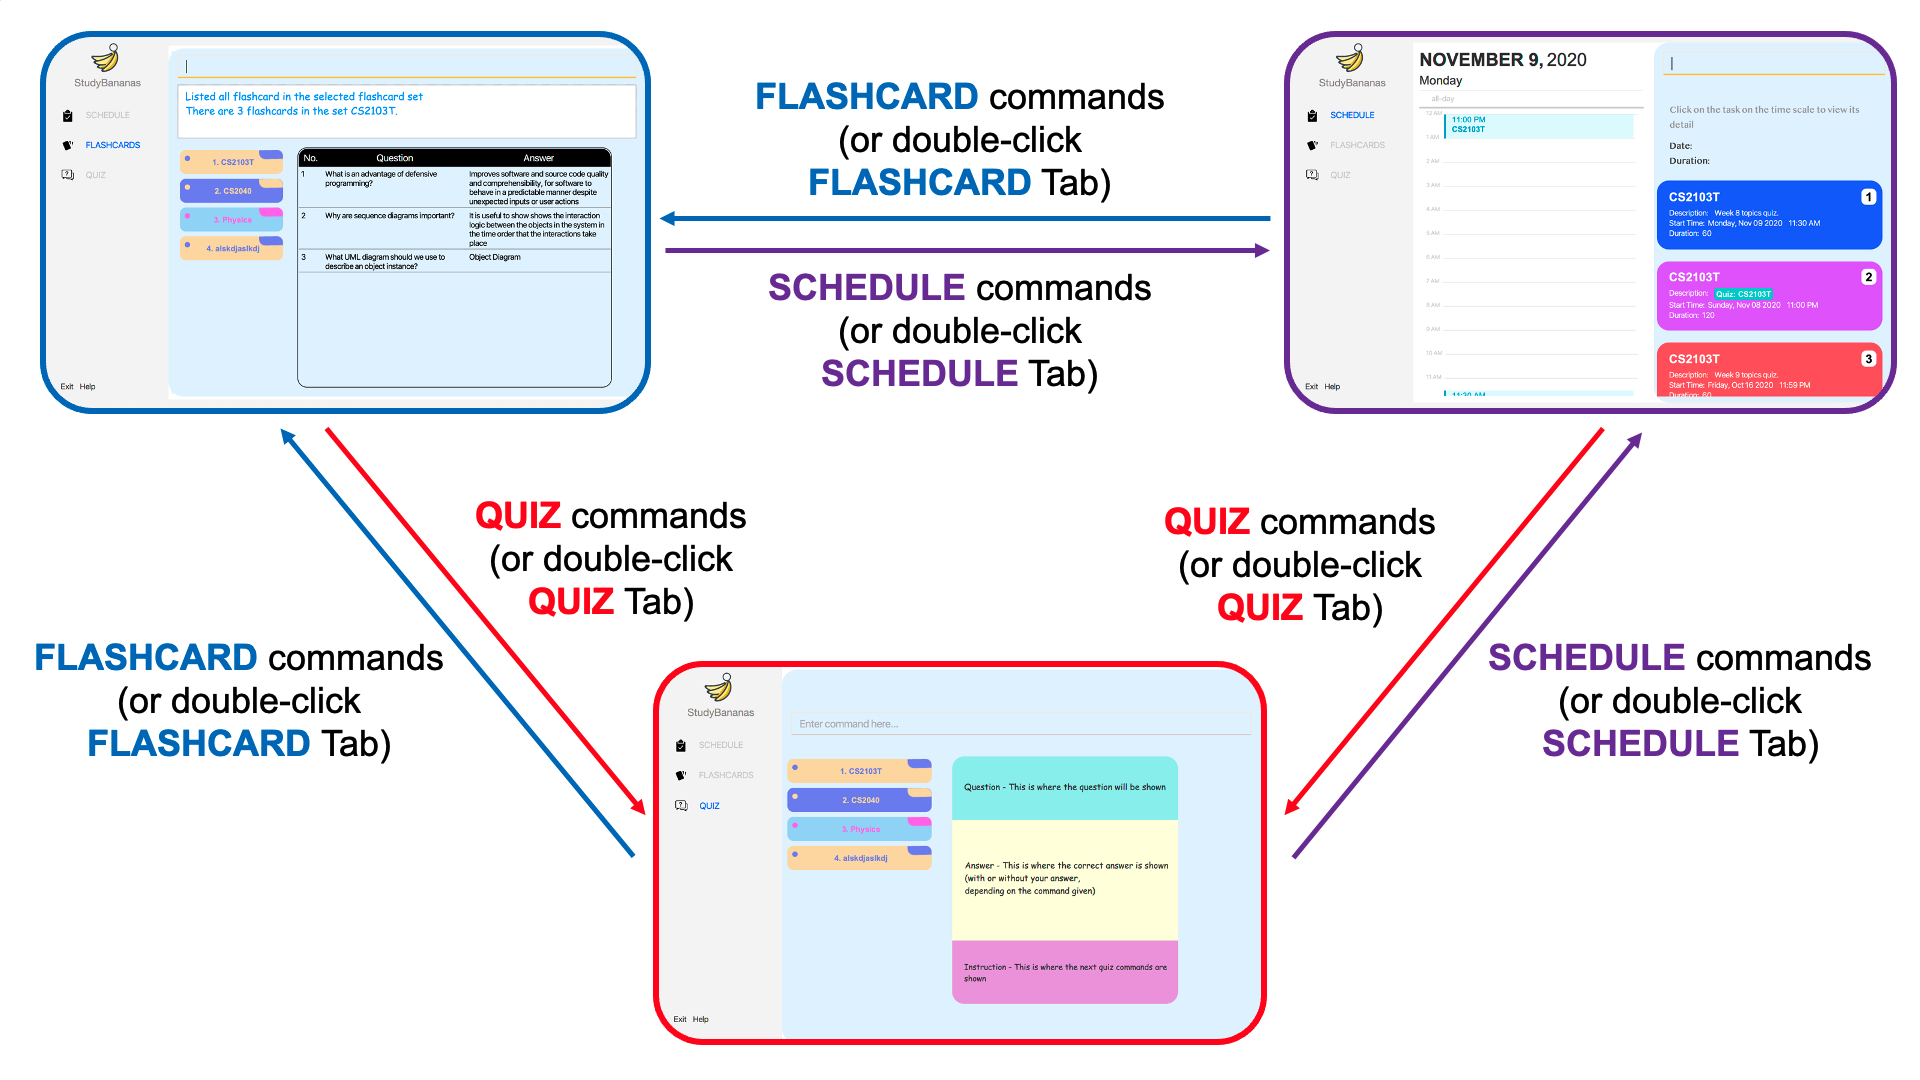 StudyBananas
SCHEDULE
FLASHCARDS
QUIZ
Exit Help
Listed all flashcard in the selected flashcard set
There are 3 flashcards in the set CS2103T.
1. CS2103T
2. CS2040
3. Physics
4. alskdjaslkdj
No. Question Answer
1 What is an advantage of defensive programming?
Improves software and source code quality
and comprehensibility, for software to
behave in a predictable manner despite
unexpected inputs or user actions
2 Why are sequence diagrams important?
It is useful to show shows the interaction
logic between the objects in the system in
the time order that the interactions take
place
3 What UML diagram should we use to
describe an object instance?
Object Diagram
FLASHCARD commands
(or double-click
FLASHCARD Tab)
SCHEDULE commands
(or double-click
SCHEDULE Tab)
StudyBananas
SCHEDULE
FLASHCARDS
QUIZ
Exit Help
NOVEMBER 9, 2020
Monday
all-day
12 AM
11:00 PM
CS2103T
1 AM
2 AM
3 AM
4 AM
5 AM
6 AM
7 AM
8 AM
9 AM
10 AM
11 AM
11:30 AM
Click on the task on the time scale to view its
detail
Date:
Duration:
CS2103T 1
Description: Week 8 topics quiz.
Start Time: Monday, Nov 09 2020 11:30 AM
Duration: 60
CS2103T 2
Description: Quiz: CS2103T
Start Time: Sunday, Nov 08 2020 11:00 PM
Duration: 120
CS2103T 3
Description: Week 9 topics quiz.
Start Time: Friday, Oct 16 2020 11:59 PM
Duration: 60
QUIZ commands
(or double-click
QUIZ Tab)
QUIZ commands
(or double-click
QUIZ Tab)
FLASHCARD commands
(or double-click
FLASHCARD Tab)
SCHEDULE commands
(or double-click
SCHEDULE Tab)
StudyBananas
SCHEDULE
FLASHCARDS
QUIZ
Exit Help
Enter command here...
1. CS2103T
2. CS2040
3. Physics
4. alskdjaslkdj
Question - This is where the question will be shown
Answer - This is where the correct answer is shown
(with or without your answer,
depending on the command given)
Instruction - This is where the next quiz commands are
shown